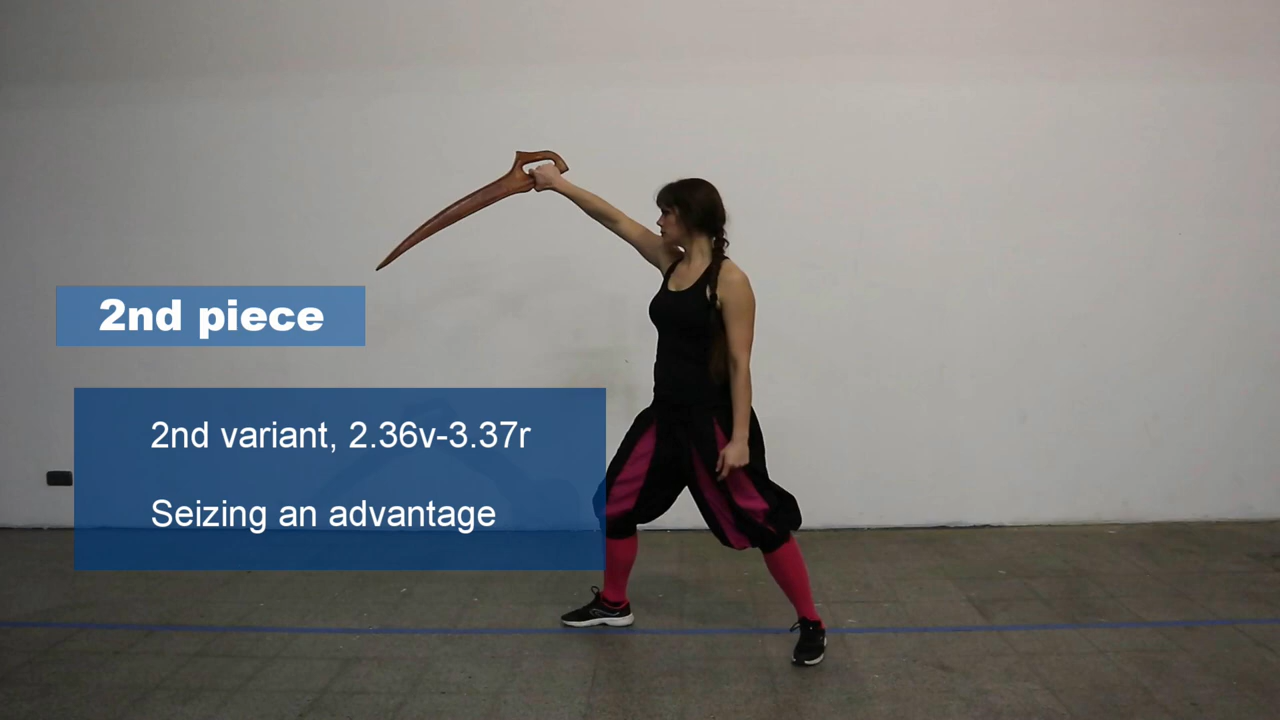 2nd piece
2nd variant, 2.36v-3.37r
Seizing an advantage